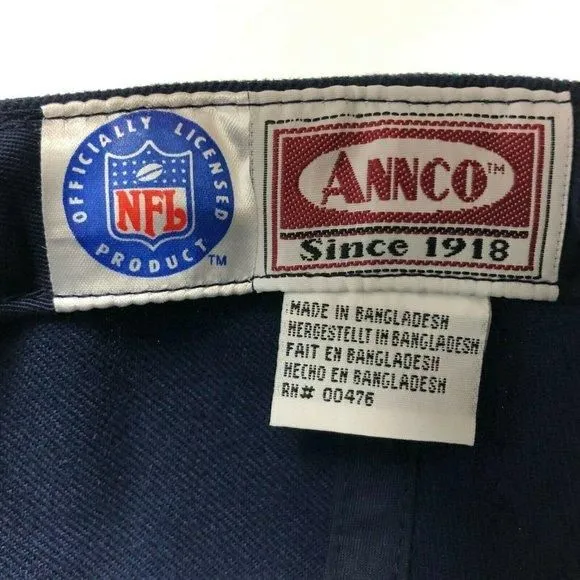 OFFICIALLY LICENSED
NFL
PRODUCT
TM
ANNCO™
Since 1918
MADE IN BANGLADESH
HERGESTELLT IN BANGLADESH
FAIT EN BANGLADESH
HECHO EN BANGLADESH
RN# 00476